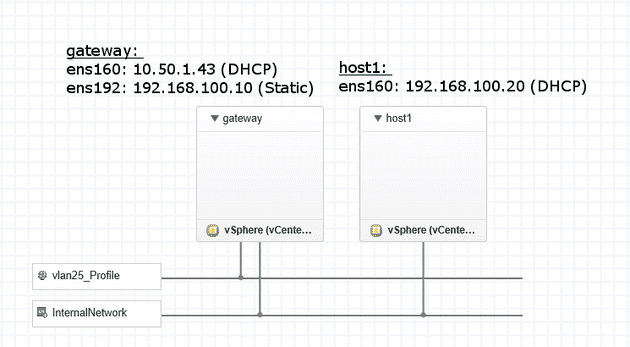 gateway:
ens160: 10.50.1.43 (DHCP)
ens192: 192.168.100.10 (Static)
host1:
ens160: 192.168.100.20 (DHCP)
gateway
host1
vSphere (vCente...
vSphere (vCente...
vlan25_Profile
InternalNetwork